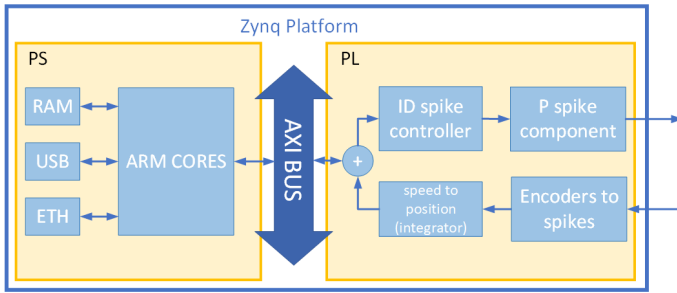 Zynq Platform
PS
RAM
USB
ETH
ARM CORES
AXI BUS
PL
ID spike
controller
P spike
component
+
speed to
position
(integrator)
Encoders to
spikes